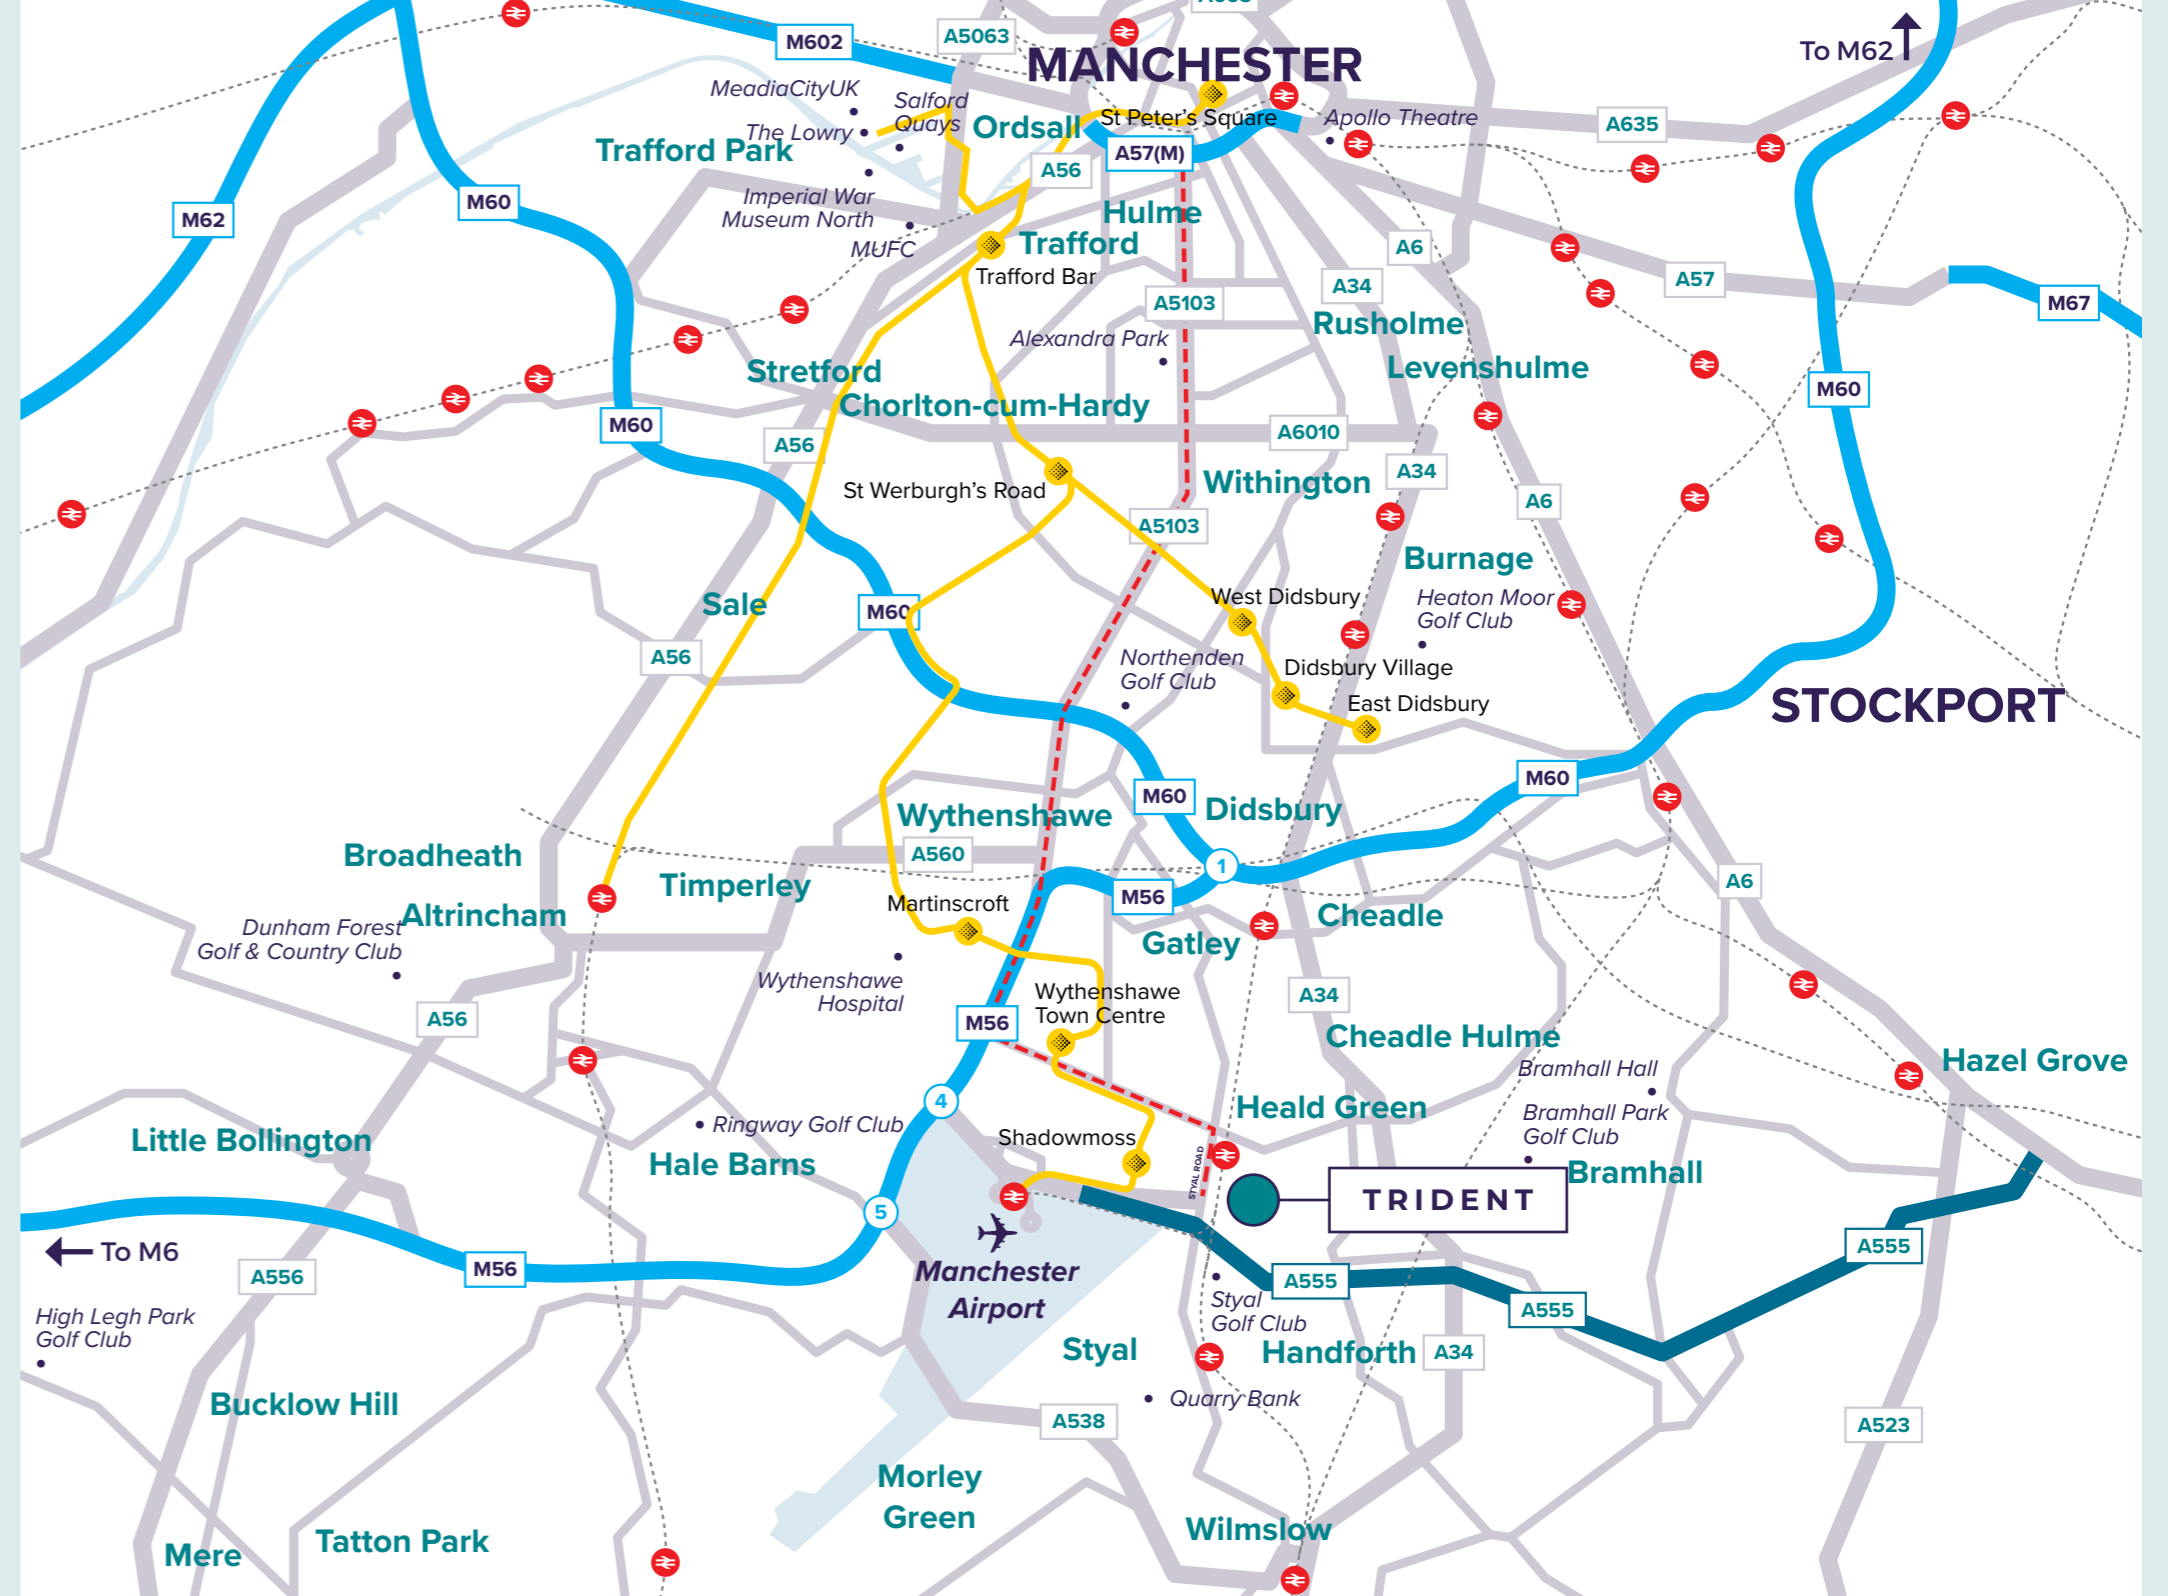 M602
A5063
MANCHESTER
To M62
MeadiaCityUK
Salford
Quays
The Lowry
Trafford Park
Ordsall
St Peter's Square
Apollo Theatre
A635
A57(M)
A56
Imperial War
Museum North
MUFC
M62
M60
Hulme
Trafford
Trafford Bar
A6
A34
A57
M67
A5103
Rusholme
Alexandra Park
Stretford
Levenshulme
Chorlton-cum-Hardy
M60
M60
A56
A6010
St Werburgh's Road
Withington
A34
A6
A5103
Burnage
Sale
M60
West Didsbury
Heaton Moor
Golf Club
A56
Northenden
Golf Club
Didsbury Village
East Didsbury
STOCKPORT
M60
M60
Didsbury
Wythenshawe
A560
Broadheath
Timperley
1
M56
A6
Martinscroft
Altrincham
Dunham Forest
Golf & Country Club
Cheadle
Gatley
Wythenshawe
Hospital
Wythenshawe
Town Centre
A34
A56
M56
Cheadle Hulme
Bramhall Hall
Hazel Grove
4
Heald Green
Bramhall Park
Golf Club
Ringway Golf Club
Shadowmoss
Little Bollington
Hale Barns
STYAL ROAD
Bramhall
TRIDENT
5
To M6
M56
A556
Manchester
Airport
A555
A555
A555
High Legh Park
Golf Club
Styal
Golf Club
Styal
Handforth
A34
Quarry Bank
Bucklow Hill
A538
A523
Morley
Green
Wilmslow
Tatton Park
Mere